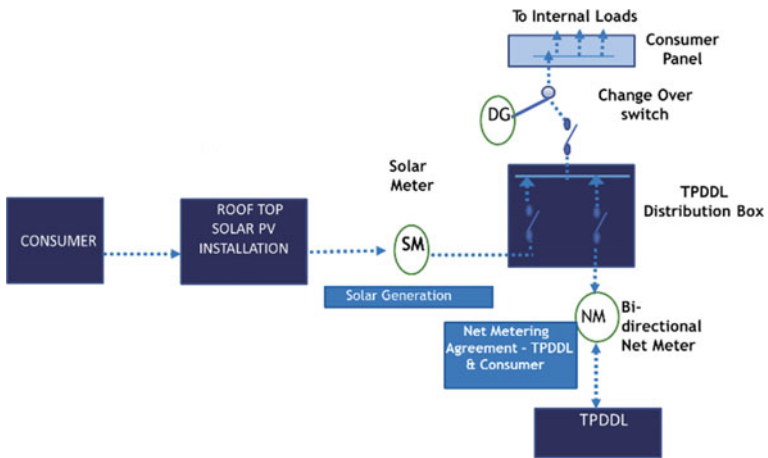 To Internal Loads
Consumer
Panel
Change Over
switch
DG
Solar
Meter
TPDDL
Distribution Box
ROOF TOP
SOLAR PV
INSTALLATION
CONSUMER
SM
Solar Generation
NM
Bi-
directional
Net Meter
Net Metering
Agreement - TPDDL
& Consumer
TPDDL